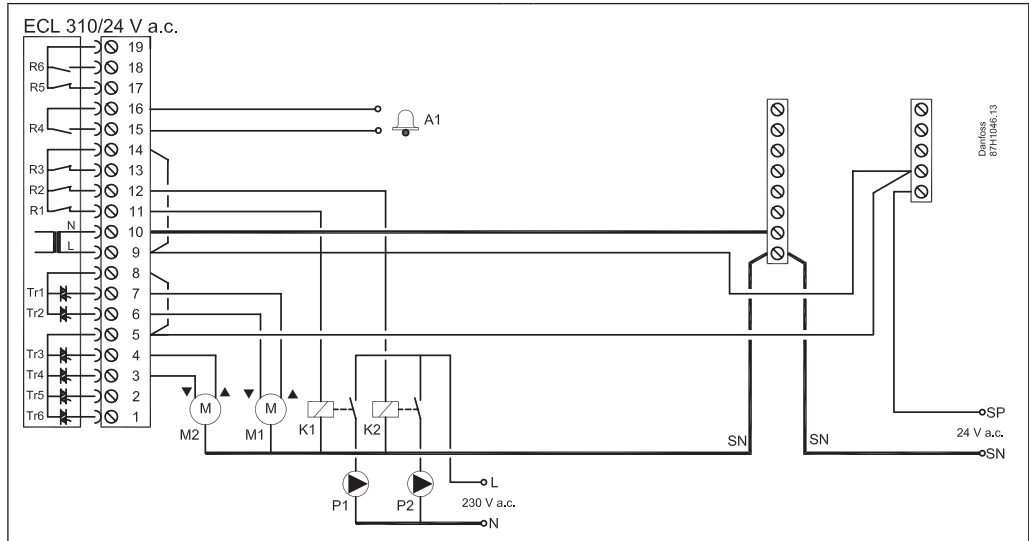 ECL 310/24 V a.c.
19
R6 18
R5 17
16
R4 15 A1
14
R3 13
R2 12
R1 11
N 10
L 9
8
Tr1 7
Tr2 6
5
Tr3 4
Tr4 3
Tr5 2
Tr6 1
Danfoss
87H1046.13
M M
M2 M1 K1 K2
SN SN
SP
24 V a.c.
SN
P1 P2
L
230 V a.c.
N